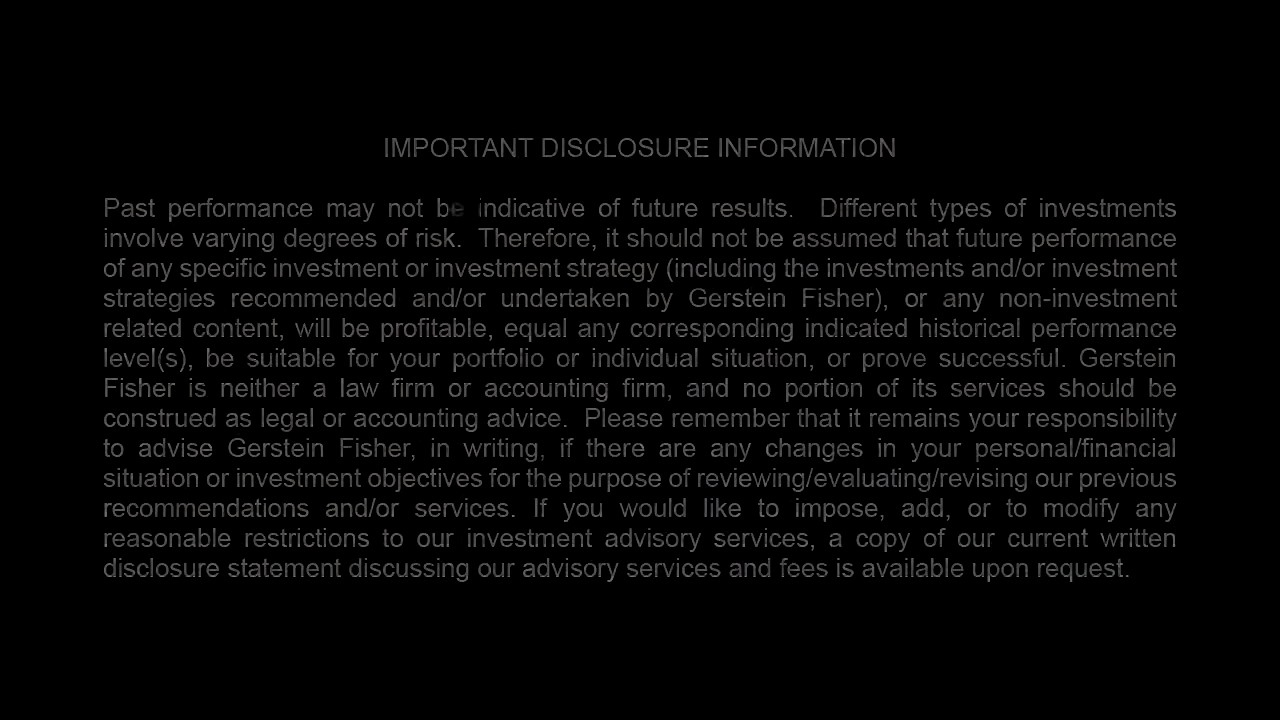 IMPORTANT DISCLOSURE INFORMATION
Past performance may not be indicative of future results. Different types of investments
involve varying degrees of risk. Therefore, it should not be assumed that future performance
of any specific investment or investment strategy (including the investments and/or investment
strategies recommended and/or undertaken by Gerstein Fisher), or any non-investment
related content, will be profitable, equal any corresponding indicated historical performance
level(s), be suitable for your portfolio or individual situation, or prove successful. Gerstein
Fisher is neither a law firm or accounting firm, and no portion of its services should be
construed as legal or accounting advice. Please remember that it remains your responsibility
to advise Gerstein Fisher, in writing, if there are any changes in your personal/financial
situation or investment objectives for the purpose of reviewing/evaluating/revising our previous
recommendations and/or services. If you would like to impose, add, or to modify any
reasonable restrictions to our investment advisory services, a copy of our current written
disclosure statement discussing our advisory services and fees is available upon request.